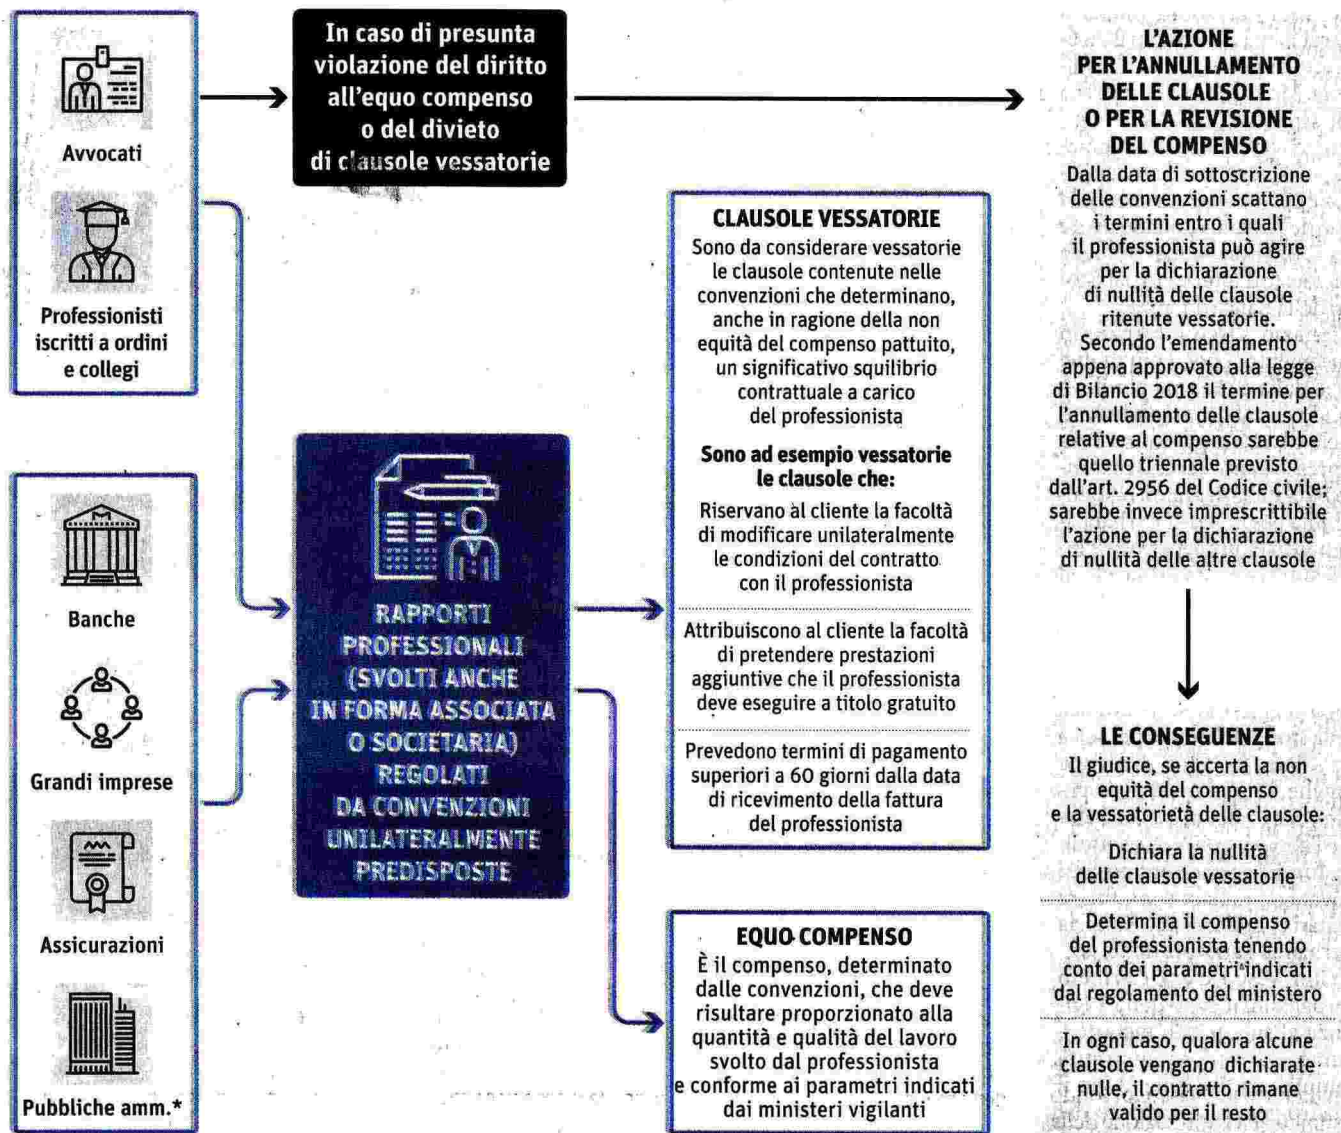 Avvocati
Professionisti
iscritti a ordini
e collegi
Banche
Grandi imprese
Assicurazioni
Pubbliche amm.*
In caso di presunta
violazione del diritto
all'equo compenso
o del divieto
di clausole vessatorie
RAPPORTI
PROFESSIONALI
(SVOLTI ANCHE
IN FORMA ASSOCIATA
O SOCIETARIA)
REGOLATI
DA CONVENZIONI
UNILATERALMENTE
PREDISPOSTE
CLAUSOLE VESSATORIE
Sono da considerare vessatorie
le clausole contenute nelle
convenzioni che determinano,
anche in ragione della non
equità del compenso pattuito,
un significativo squilibrio
contrattuale a carico
del professionista
Sono ad esempio vessatorie
le clausole che:
Riservano al cliente la facoltà
di modificare unilateralmente
le condizioni del contratto
con il professionista
Attribuiscono al cliente la facoltà
di pretendere prestazioni
aggiuntive che il professionista
deve eseguire a titolo gratuito
Prevedono termini di pagamento
superiori a 60 giorni dalla data
di ricevimento della fattura
del professionista
EQUO COMPENSO
È il compenso, determinato
dalle convenzioni, che deve
risultare proporzionato alla
quantità e qualità del lavoro
svolto dal professionista
e conforme ai parametri indicati
dai ministeri vigilanti
L'AZIONE
PER L'ANNULLAMENTO
DELLE CLAUSOLE
O PER LA REVISIONE
DEL COMPENSO
Dalla data di sottoscrizione
delle convenzioni scattano
i termini entro i quali
il professionista può agire
per la dichiarazione
di nullità delle clausole
ritenute vessatorie.
Secondo l'emendamento
appena approvato alla legge
di Bilancio 2018 il termine per
l'annullamento delle clausole
relative al compenso sarebbe
quello triennale previsto
dall'art. 2956 del Codice civile;
sarebbe invece imprescrittibile
l'azione per la dichiarazione
di nullità delle altre clausole
LE CONSEGUENZE
Il giudice, se accerta la non
equità del compenso
e la vessatorietà delle clausole:
Dichiara la nullità
delle clausole vessatorie
Determina il compenso
del professionista tenendo
conto dei parametri indicati
dal regolamento del ministero
In ogni caso, qualora alcune
clausole vengano dichiarate
nulle, il contratto rimane
valido per il resto